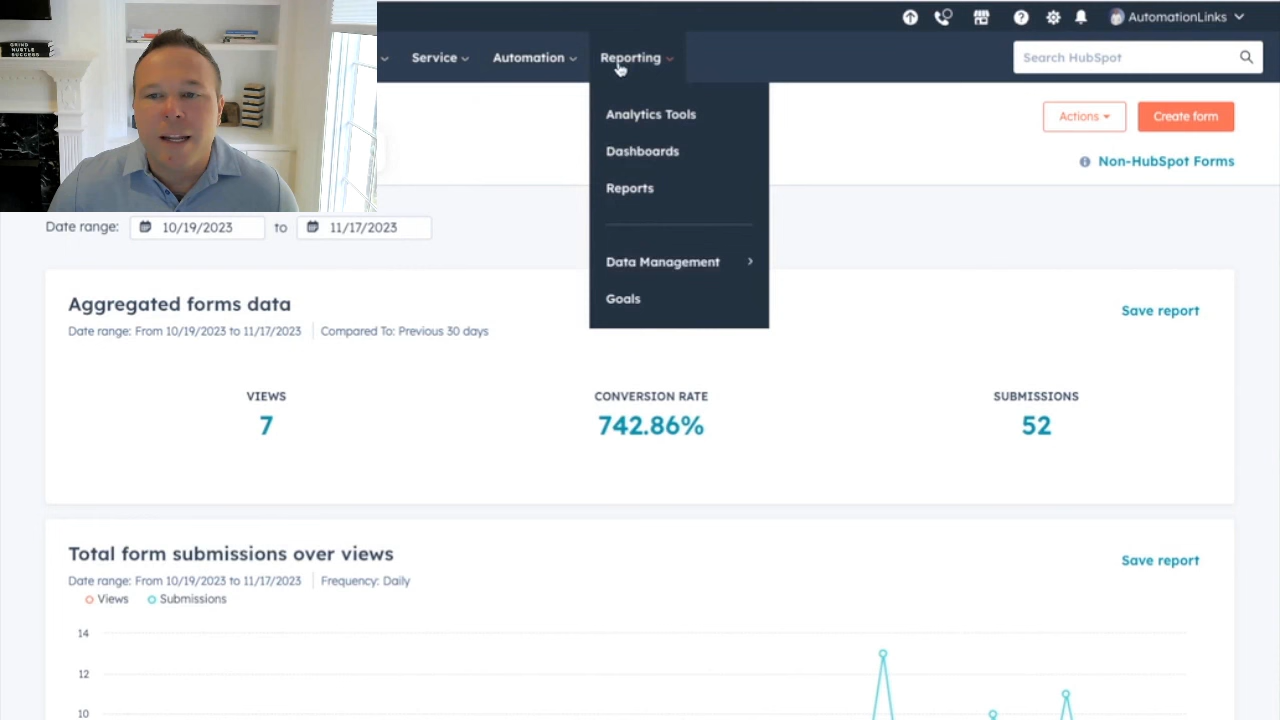 GRIND
HUSTLE
SUCCESS
AutomationLinks
Service
Automation
Reporting
Search HubSpot
Analytics Tools
Dashboards
Reports
Data Management
Goals
Actions
Create form
Non-HubSpot Forms
Date range: 10/19/2023 to 11/17/2023
Aggregated forms data
Save report
Date range: From 10/19/2023 to 11/17/2023 Compared To: Previous 30 days
VIEWS CONVERSION RATE SUBMISSIONS
7 742.86% 52
Total form submissions over views
Save report
Date range: From 10/19/2023 to 11/17/2023 Frequency: Daily
Views Submissions
14
12
10